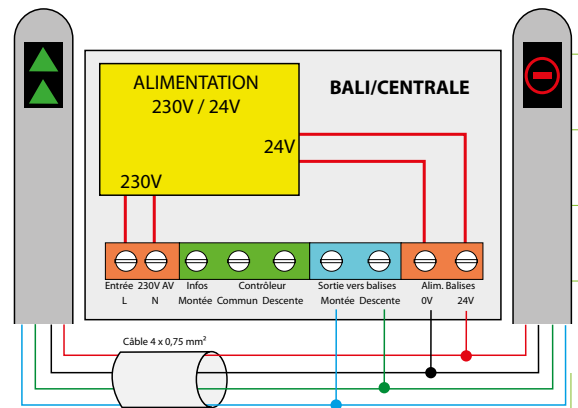 ALIMENTATION
230V / 24V
BALI/CENTRALE
24V
230V
Entrée 230V AV Infos Contrôleur Sortie vers balises Alim. Balises
L N Montée Commun Descente Montée Descente 0V 24V
Câble 4 x 0,75 mm²